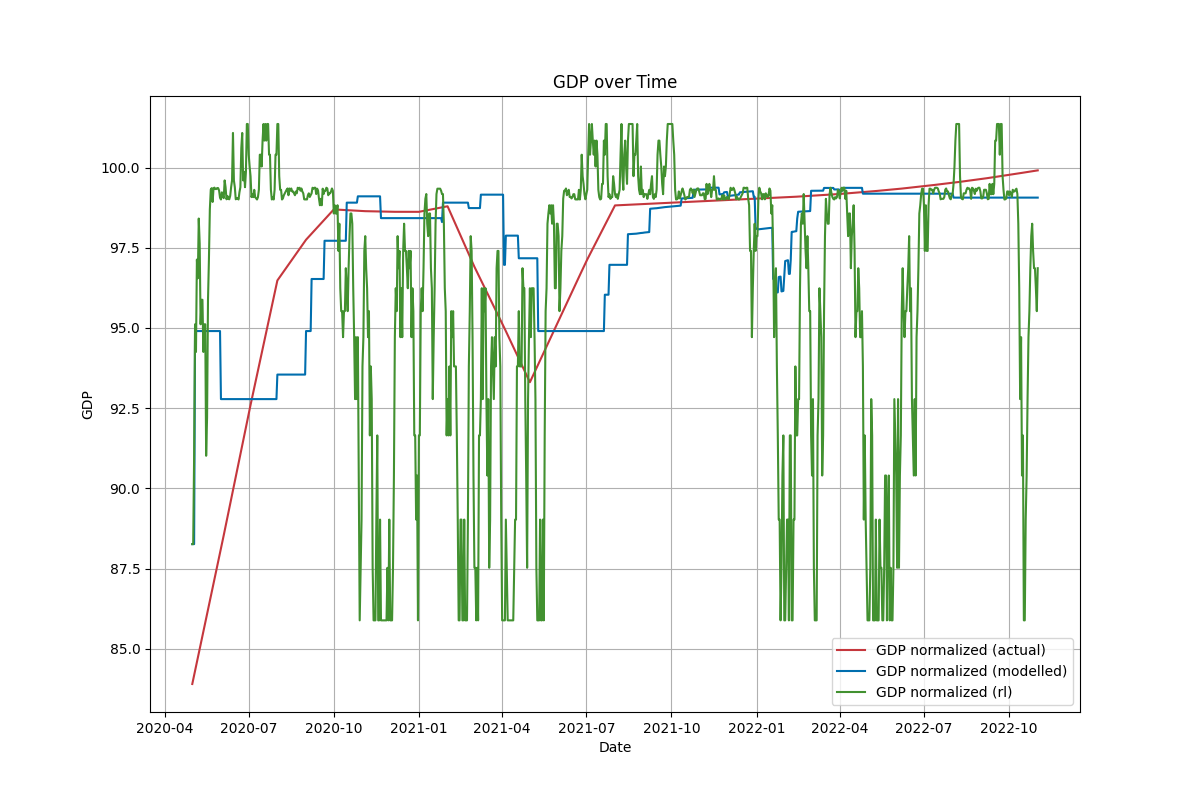 GDP over Time
GDP
100.0
97.5
95.0
92.5
90.0
87.5
85.0
GDP normalized (actual)
GDP normalized (modelled)
GDP normalized (rl)
2020-04 2020-07 2020-10 2021-01 2021-04 2021-07 2021-10 2022-01 2022-04 2022-07 2022-10
Date